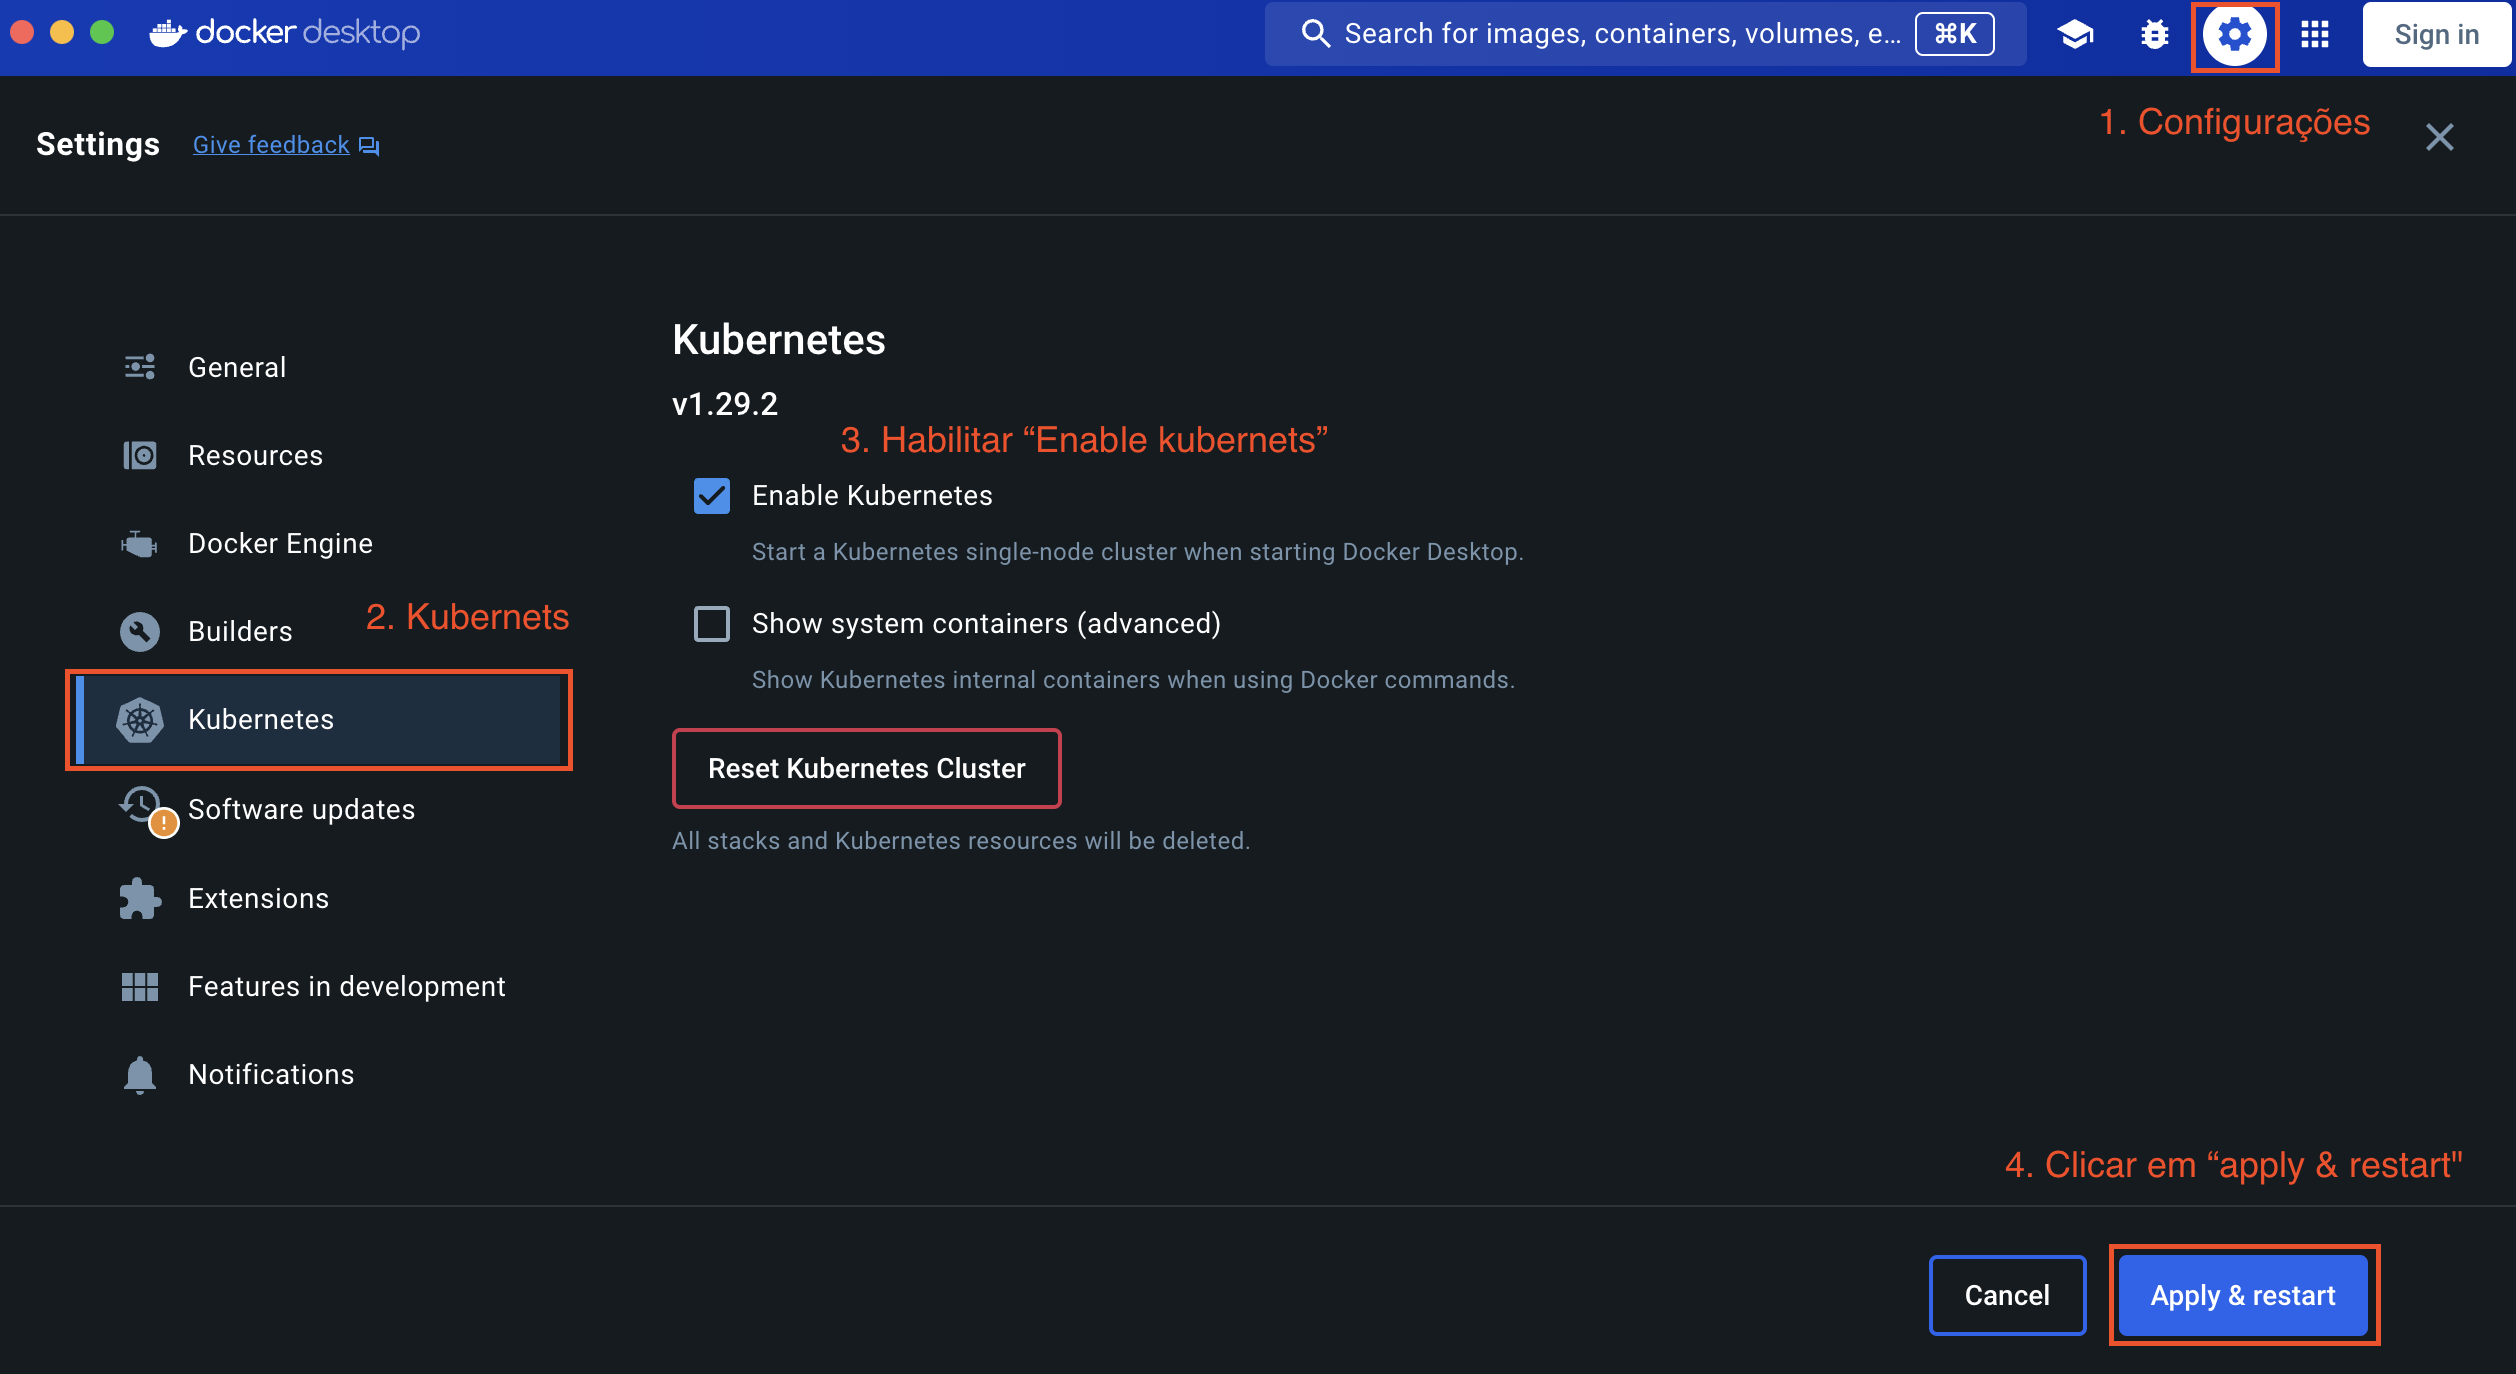 docker desktop
Search for images, containers, volumes, e...
⌘K
Sign in
Settings
Give feedback
1. Configurações
General
Resources
Docker Engine
Builders
2. Kubernets
Kubernetes
Software updates
Extensions
Features in development
Notifications
Kubernetes
v1.29.2
3. Habilitar “Enable kubernets”
Enable Kubernetes
Start a Kubernetes single-node cluster when starting Docker Desktop.
Show system containers (advanced)
Show Kubernetes internal containers when using Docker commands.
Reset Kubernetes Cluster
All stacks and Kubernetes resources will be deleted.
4. Clicar em “apply & restart"
Cancel
Apply & restart